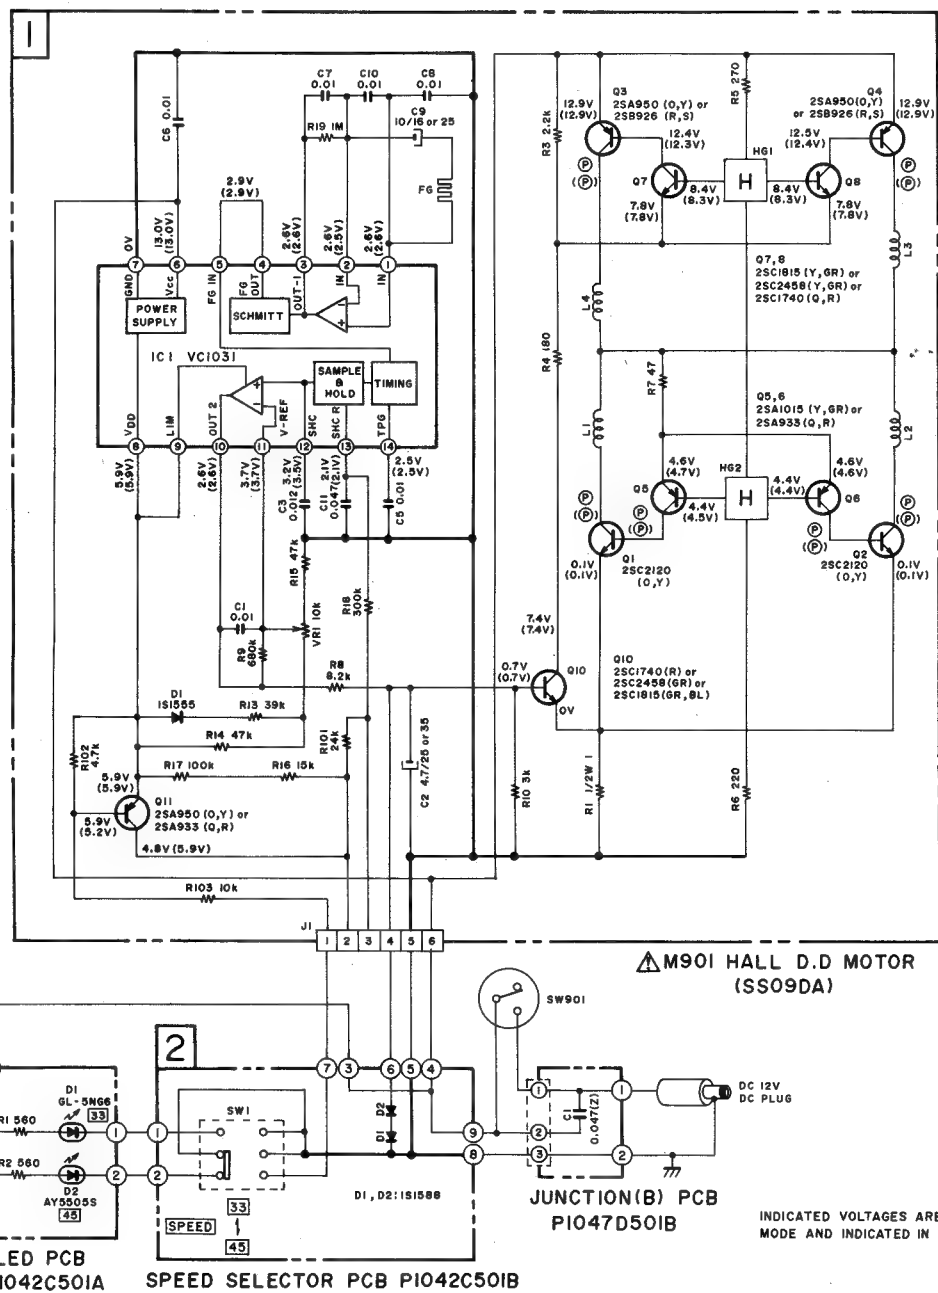 1
C7
0.01
C10
0.01
C8
0.01
C6 0.01
R19 1M
C9
10/16 or 25
FG
2.9V
(2.9V)
0V
13.0V
(13.0V)
2.6V
(2.6V)
2.6V
(2.5V)
2.6V
(2.6V)
7
6
5
4
3
2
1
GND
Vcc
FG IN
FG
OUT
OUT-1
IN
IN
POWER
SUPPLY
SCHMITT
IC1 VC1031
SAMPLE
&
HOLD
TIMING
VDD
LIM
OUT 2
V-REF
SHC
SHC R
TPG
8
9
10
11
12
13
14
5.9V
(5.9V)
2.6V
(2.6V)
3.7V
(3.7V)
3.2V
(3.5V)
2.1V
(2.1V)
2.5V
(2.5V)
C3
0.012
C11
0.047
C5 0.01
R15 47k
R18
300k
C1
0.01
R9
680k
VR1 10k
R8
8.2k
D1
1S1555
R13 39k
R14 47k
R101
24k
R102
4.7k
R17 100k
R16 15k
C2 4.7/25 or 35
R10 3k
5.9V
(5.9V)
Q11
2SA950 (O,Y) or
2SA933 (Q,R)
5.9V
(5.2V)
4.8V (5.9V)
R103 10k
J1
1 2 3 4 5 6
Q3
2SA950 (O,Y) or
2SB926 (R,S)
12.9V
(12.9V)
12.4V
(12.3V)
R3 2.2k
R5 270
Q4
2SA950(O,Y)
or 2SB926(R,S)
12.9V
(12.9V)
12.5V
(12.4V)
P
(P)
Q7
8.4V
(8.3V)
7.8V
(7.8V)
HG1
H
8.4V
(8.3V)
Q8
7.8V
(7.8V)
P
(P)
L3
Q7,8
2SC1815 (Y,GR) or
2SC2458 (Y,GR) or
2SC1740 (Q,R)
L4
R4 180
R7 47
Q5,6
2SA1015 (Y,GR) or
2SA933 (Q,R)
L1
L2
4.6V
(4.7V)
HG2
H
4.6V
(4.6V)
Q5
4.4V
(4.5V)
4.4V
(4.4V)
Q6
P
(P)
P
(P)
P
(P)
P
(P)
Q1
2SC2120
(O,Y)
0.1V
(0.1V)
Q2
2SC2120
(O,Y)
0.1V
(0.1V)
7.4V
(7.4V)
0.7V
(0.7V)
Q10
0V
Q10
2SC1740(R) or
2SC2458(GR) or
2SC1815(GR,BL)
R1 1/2W 1
R6 220
M901 HALL D.D MOTOR
(SS09DA)
SW901
2
7
3
6
5
4
D1
GL-5NG6
33
R1 560
1
1
R2 560
2
2
D2
AY5505S
45
SW1
D2
D1
9
8
D1, D2: 1S1588
SPEED
33
45
1
2
3
C1
0.047(Z)
1
2
DC 12V
DC PLUG
JUNCTION(B) PCB
P1047D501B
INDICATED VOLTAGES ARE
MODE AND INDICATED IN
LED PCB
1042C501A
SPEED SELECTOR PCB P1042C501B